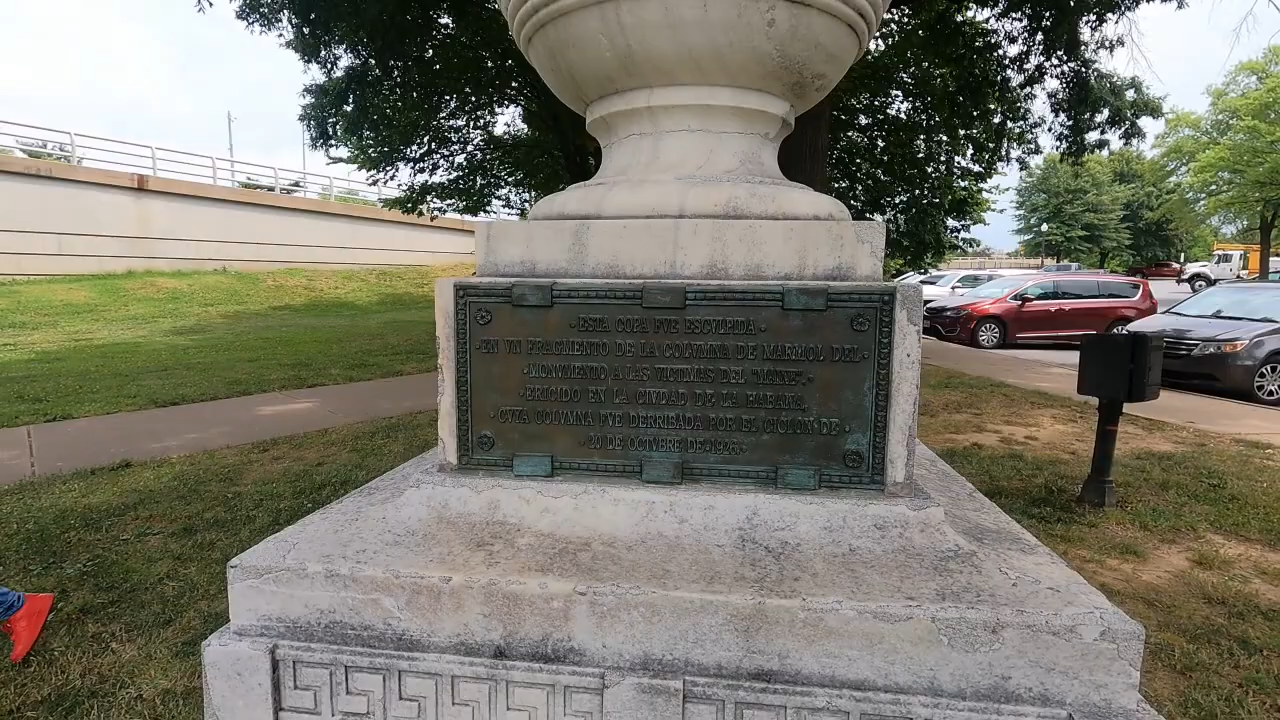 · ESTA COPA FVE ESCVLPIDA ·
· EN VN FRAGMENTO DE LA COLVMNA DE MARMOL DEL ·
· MONVMENTO A LAS VICTIMAS DEL "MAINE", ·
· ERIGIDO EN LA CIVDAD DE LA HABANA,
· CVYA COLVMNA FVE DERRIBADA POR EL CICLON DE ·
· 20 DE OCTVBRE DE · 1926 ·